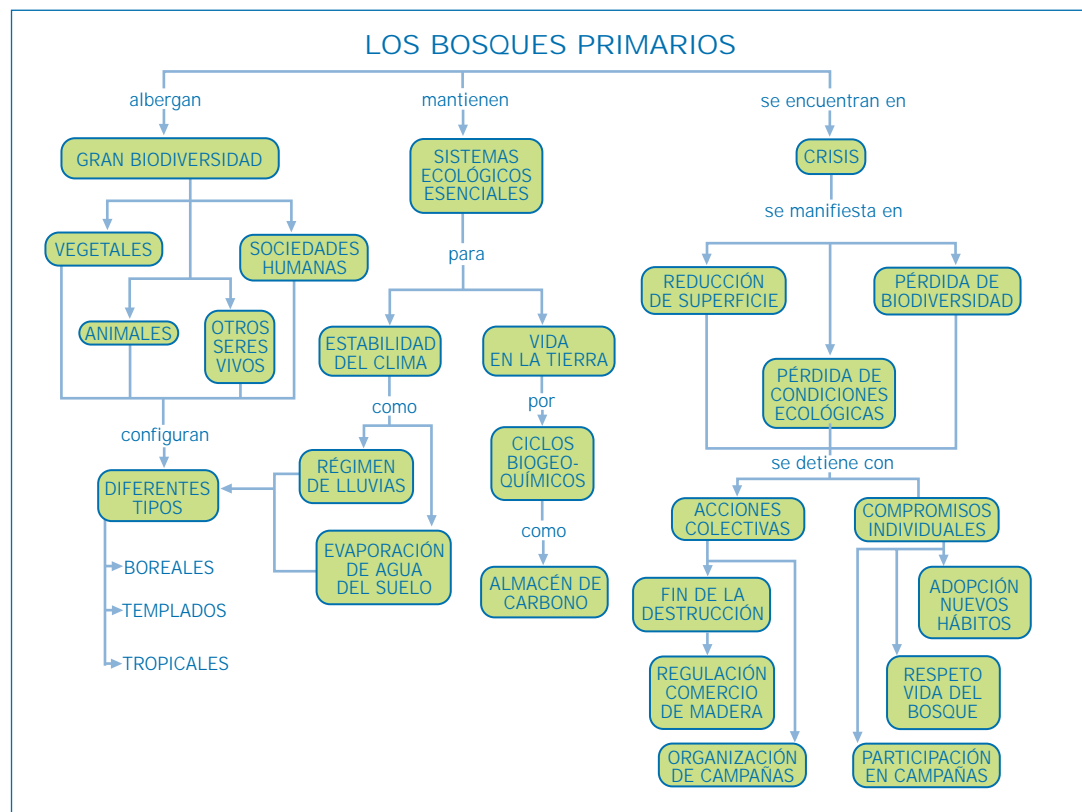 LOS BOSQUES PRIMARIOS
albergan
mantienen
se encuentran en
GRAN BIODIVERSIDAD
SISTEMAS
ECOLÓGICOS
ESENCIALES
CRISIS
se manifiesta en
VEGETALES
SOCIEDADES
HUMANAS
para
REDUCCIÓN
DE SUPERFICIE
PÉRDIDA DE
BIODIVERSIDAD
ANIMALES
OTROS
SERES
VIVOS
ESTABILIDAD
DEL CLIMA
VIDA
EN LA TIERRA
PÉRDIDA DE
CONDICIONES
ECOLÓGICAS
configuran
como
por
DIFERENTES
TIPOS
RÉGIMEN
DE LLUVIAS
CICLOS
BIOGEO-
QUÍMICOS
se detiene con
ACCIONES
COLECTIVAS
COMPROMISOS
INDIVIDUALES
EVAPORACIÓN
DE AGUA
DEL SUELO
como
BOREALES
TEMPLADOS
TROPICALES
ALMACÉN DE
CARBONO
FIN DE LA
DESTRUCCIÓN
ADOPCIÓN
NUEVOS
HÁBITOS
REGULACIÓN
COMERCIO
DE MADERA
RESPETO
VIDA DEL
BOSQUE
ORGANIZACIÓN
DE CAMPAÑAS
PARTICIPACIÓN
EN CAMPAÑAS